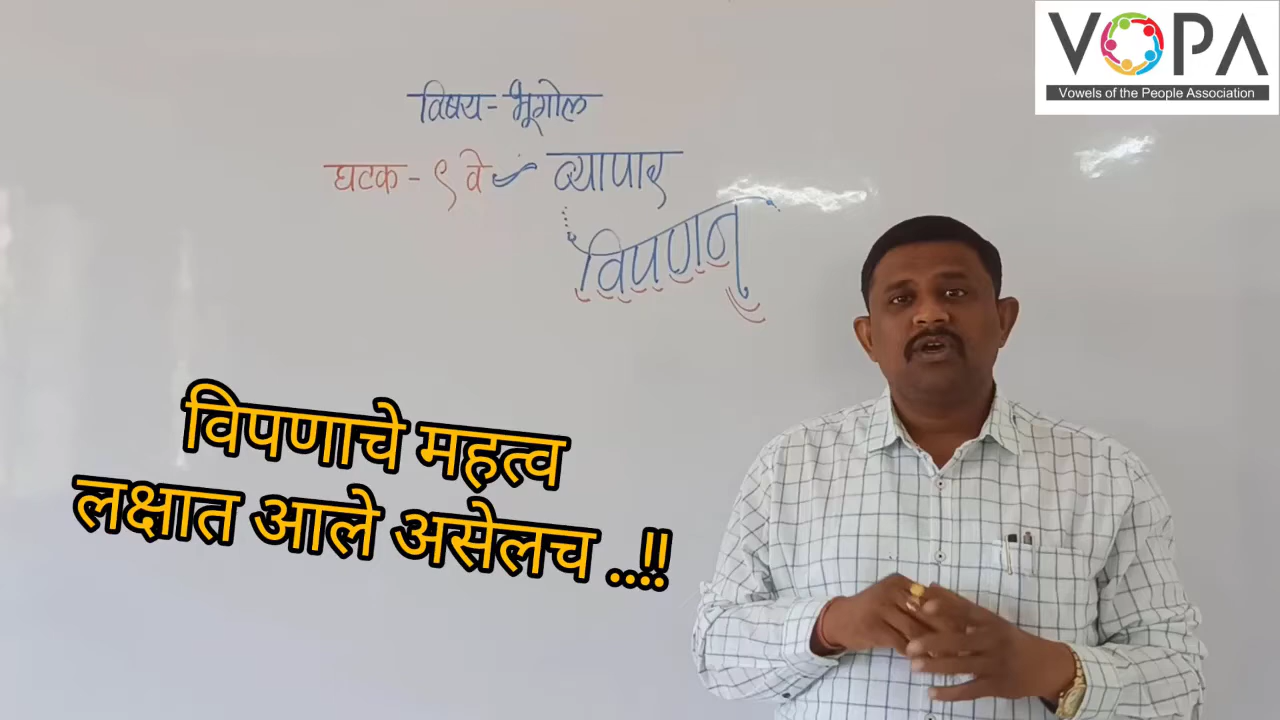 VOPA
Vowels of the People Association
विषय - भूगोल
घटक - ९ वे व्यापार
विपणन
विपणाचे महत्व
लक्षात आले असेलच ..!!